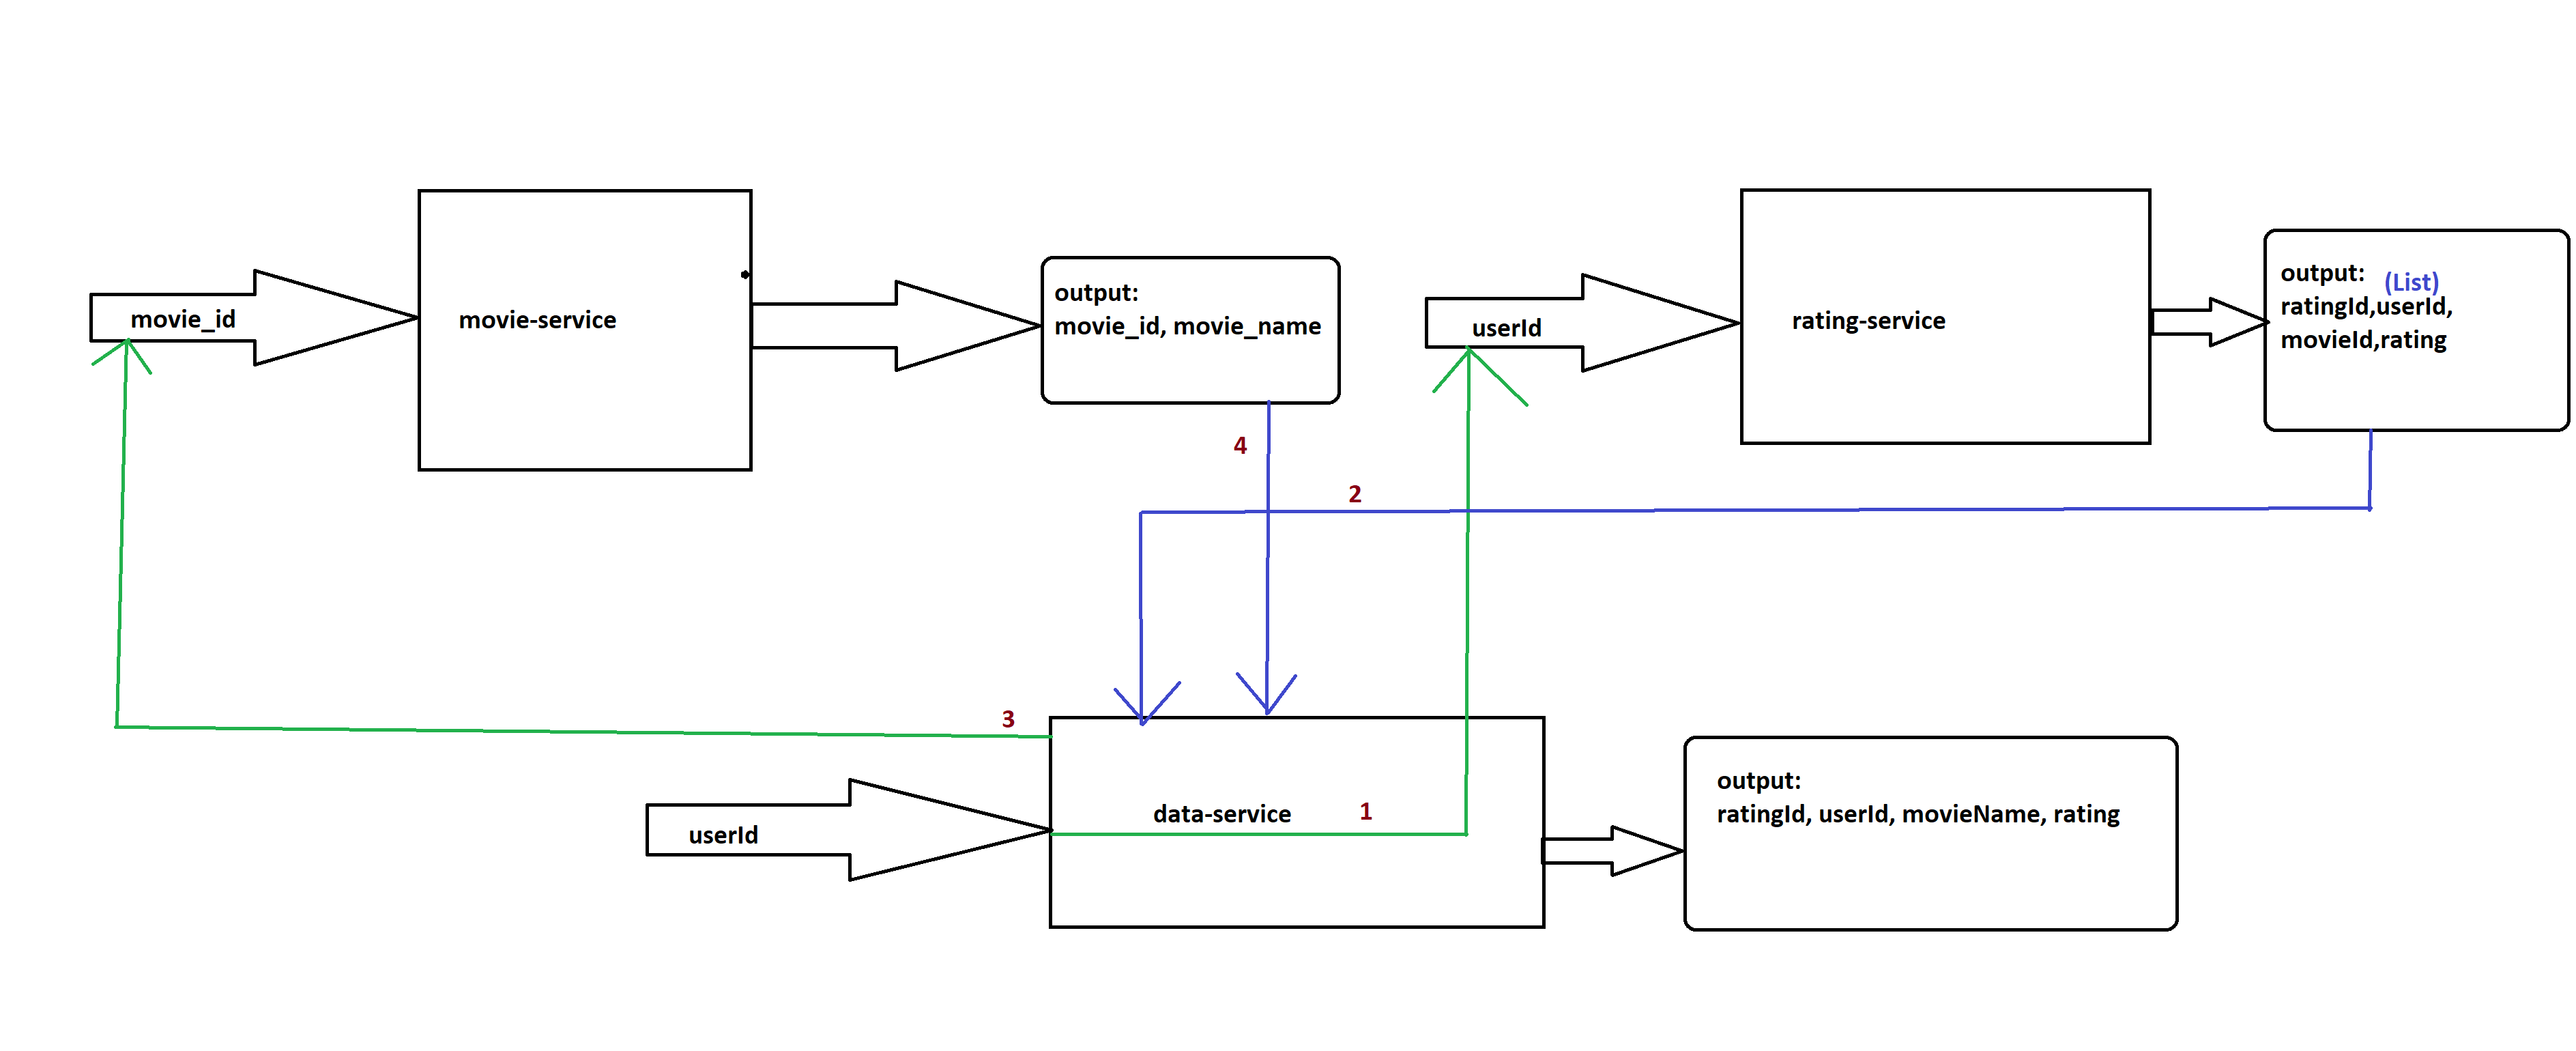 movie_id
movie-service
output:
movie_id, movie_name
userId
rating-service
output: (List)
ratingId,userId,
movieId,rating
4
2
3
userId
data-service
1
output:
ratingId, userId, movieName, rating